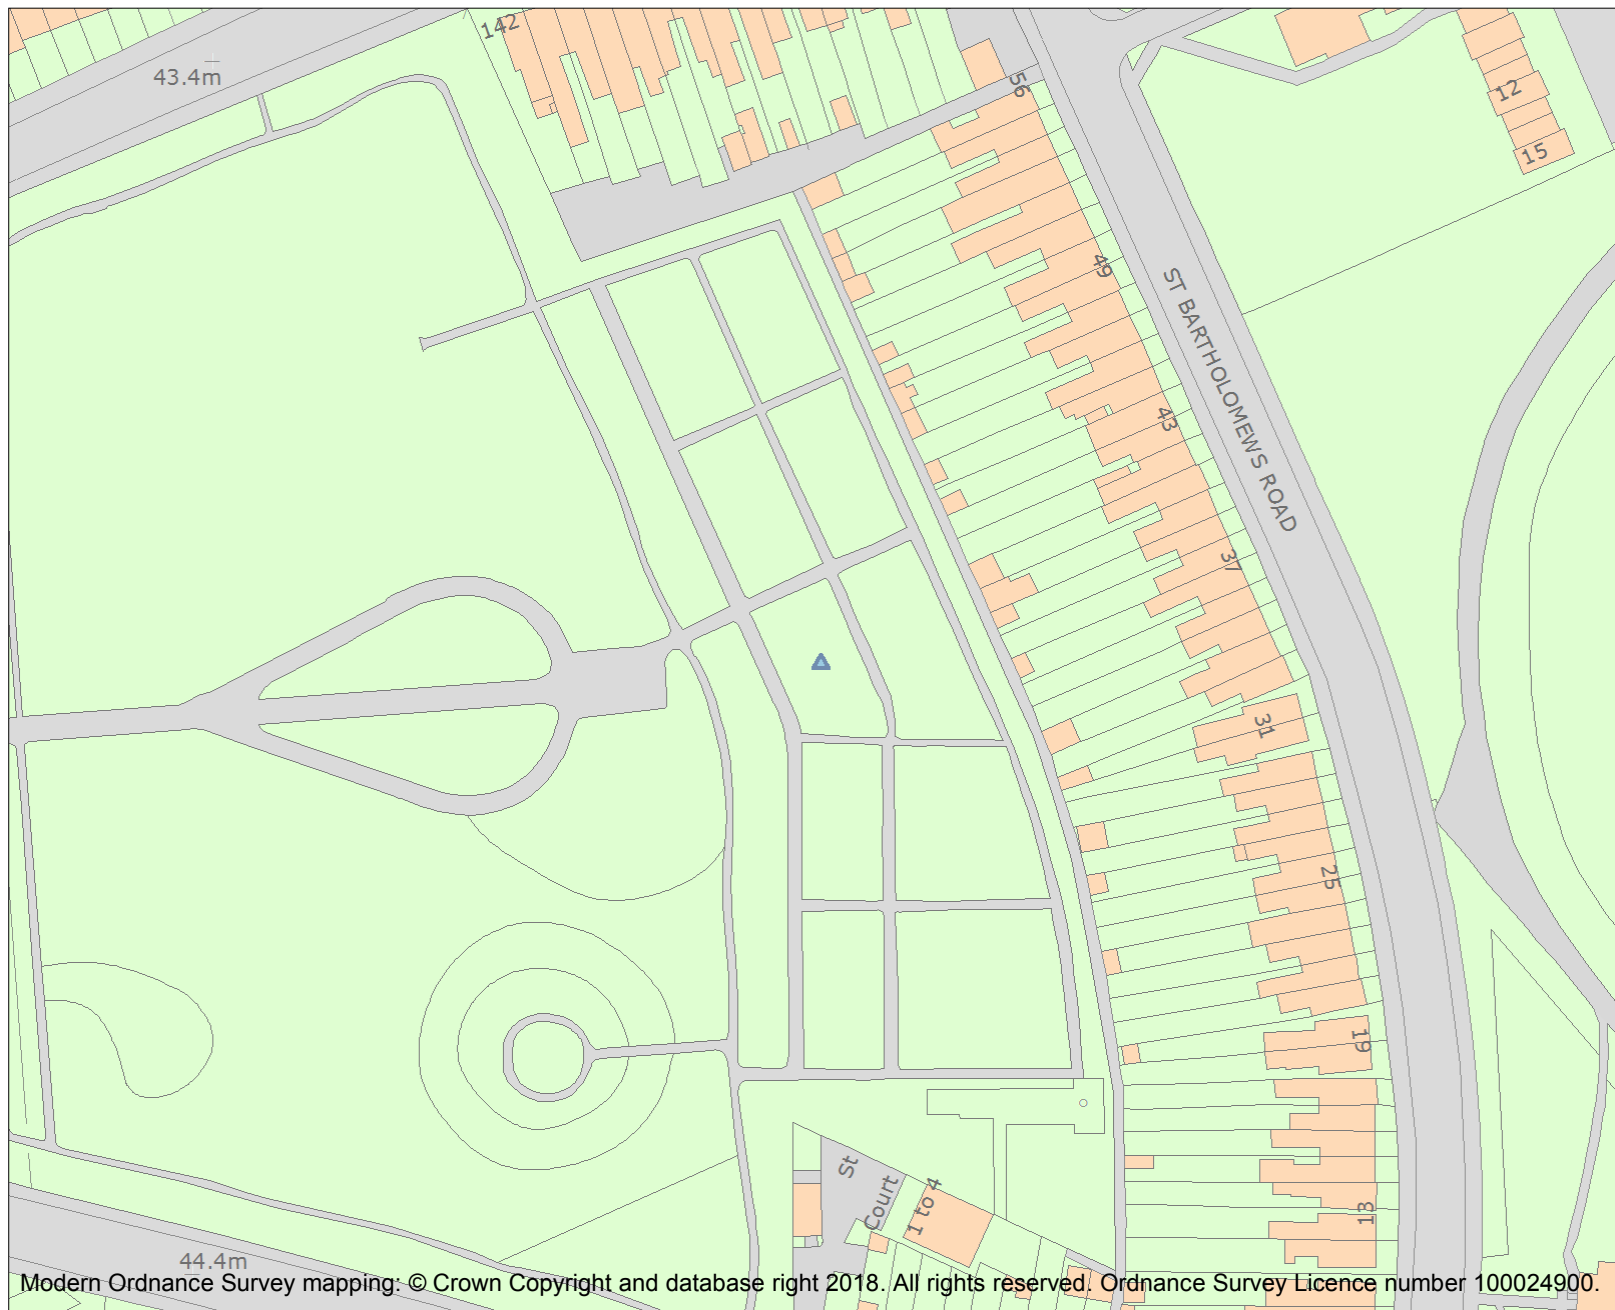 142
43.4m
56
12
15
49
ST BARTHOLOMEWS ROAD
43
37
31
25
19
St
Court
1 to 4
13
44.4m
Modern Ordnance Survey mapping: © Crown Copyright and database right 2018. All rights reserved. Ordnance Survey Licence number 100024900.